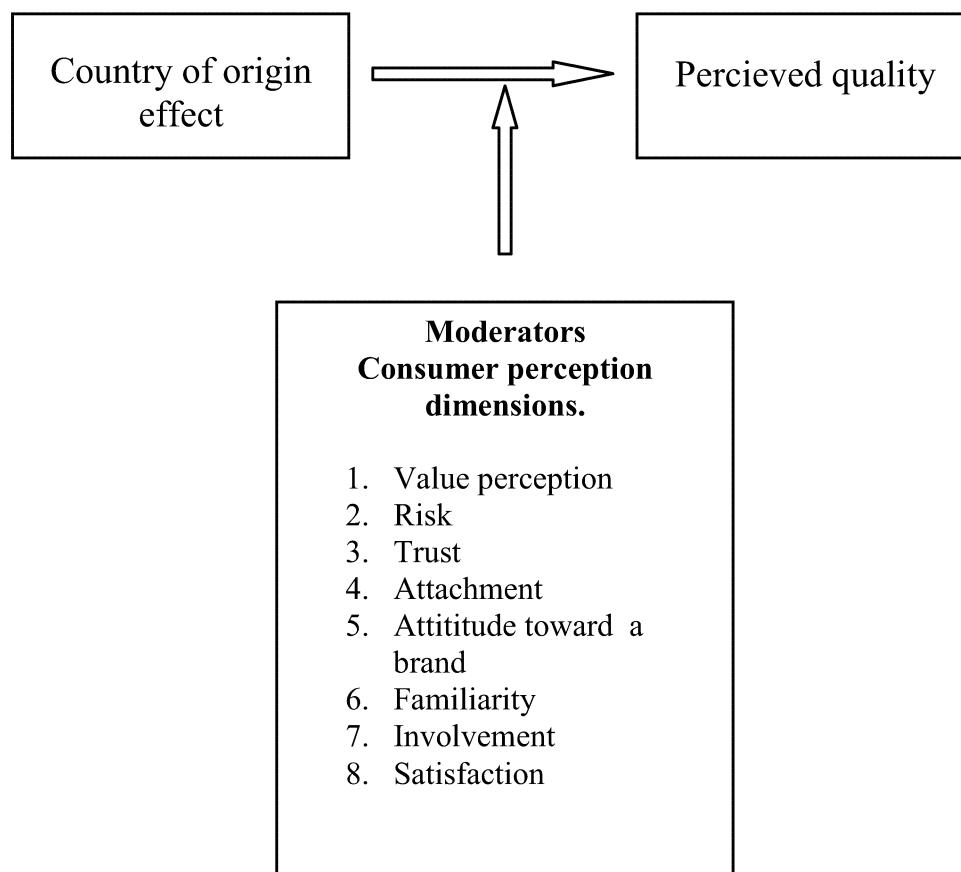 Country of origin
effect
Percieved quality
Moderators
Consumer perception
dimensions.
1. Value perception
2. Risk
3. Trust
4. Attachment
5. Attititude toward  a
brand
6. Familiarity
7. Involvement
8. Satisfaction